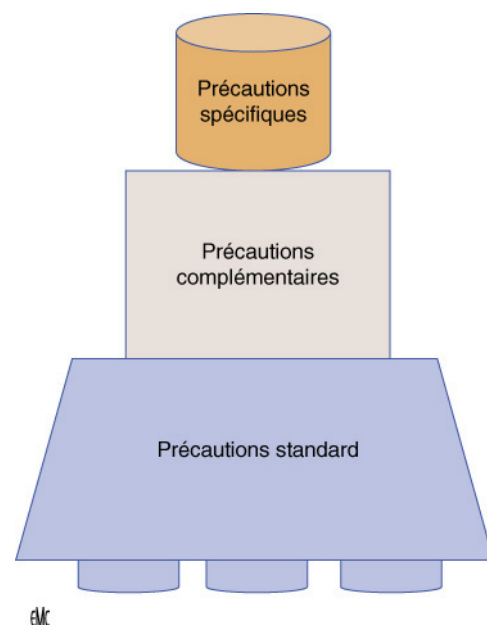 Précautions
spécifiques
Précautions
complémentaires
Précautions standard
EMC